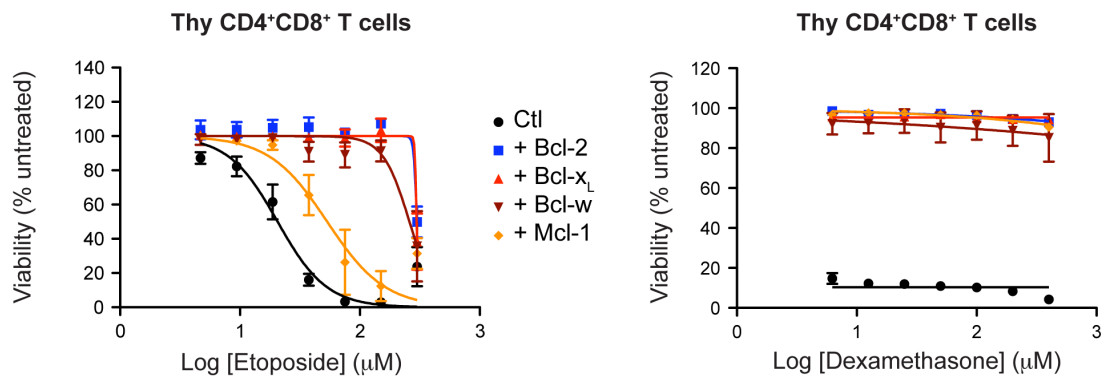 Thy CD4⁺CD8⁺ T cells
Viability (% untreated)
140
120
100
80
60
40
20
0
0
1
2
3
Log [Etoposide] (μM)
Ctl
+ Bcl-2
+ Bcl-x_L
+ Bcl-w
+ Mcl-1
Thy CD4⁺CD8⁺ T cells
Viability (% untreated)
120
100
80
60
40
20
0
0
1
2
3
Log [Dexamethasone] (μM)